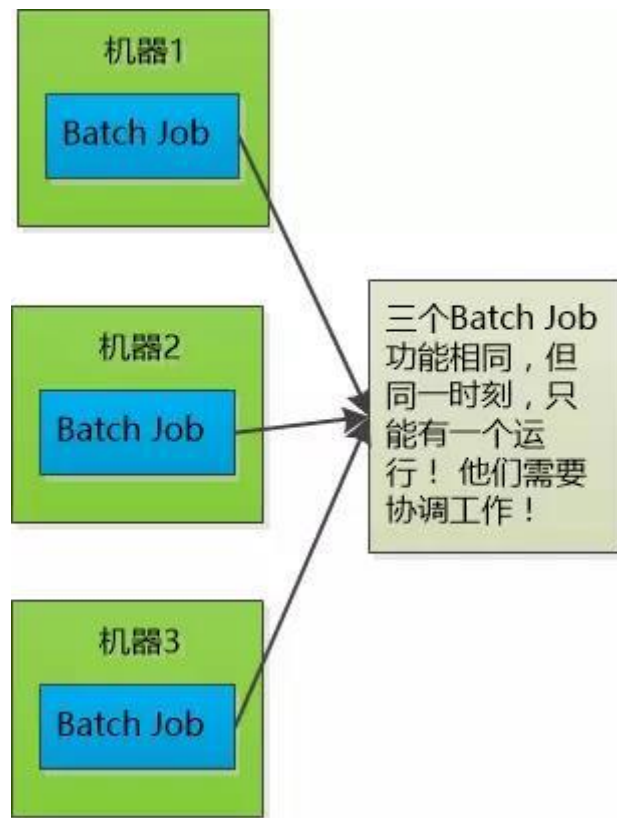 机器1
Batch Job
机器2
Batch Job
机器3
Batch Job
三个Batch Job
功能相同，但
同一时刻，只
能有一个运
行！ 他们需要
协调工作！